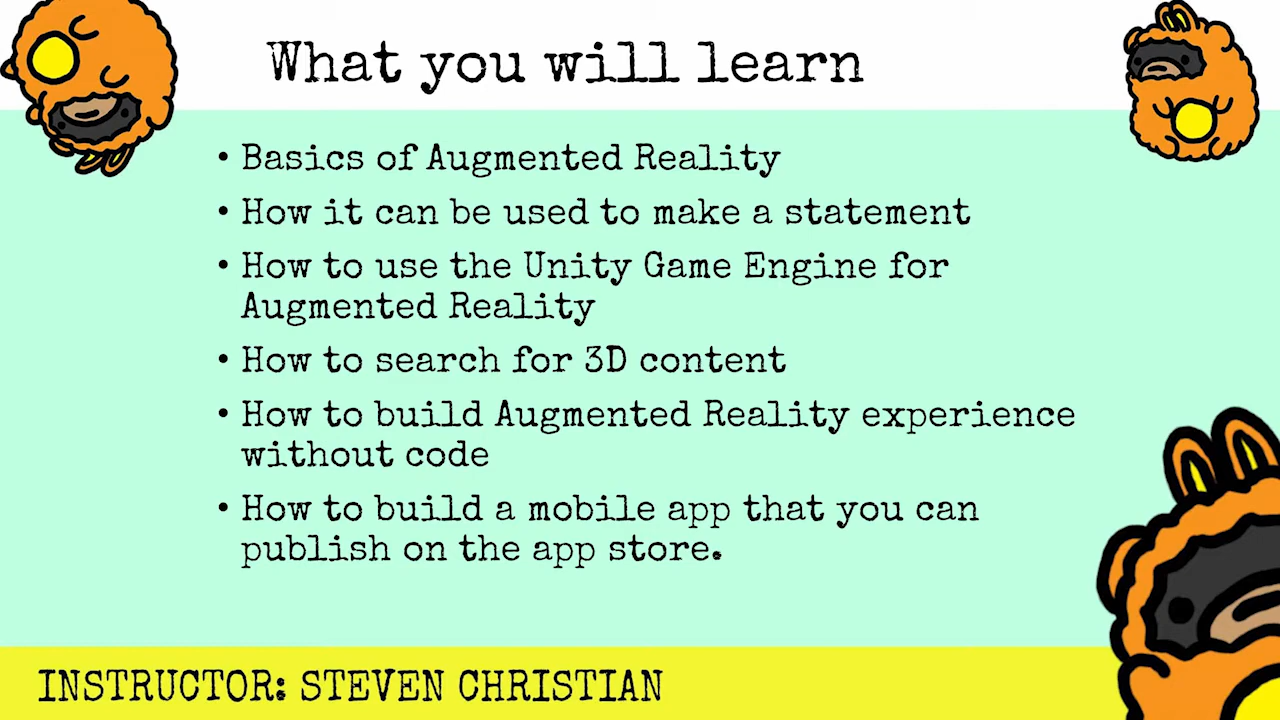 What you will learn
• Basics of Augmented Reality
• How it can be used to make a statement
• How to use the Unity Game Engine for
Augmented Reality
• How to search for 3D content
• How to build Augmented Reality experience
without code
• How to build a mobile app that you can
publish on the app store.
INSTRUCTOR: STEVEN CHRISTIAN